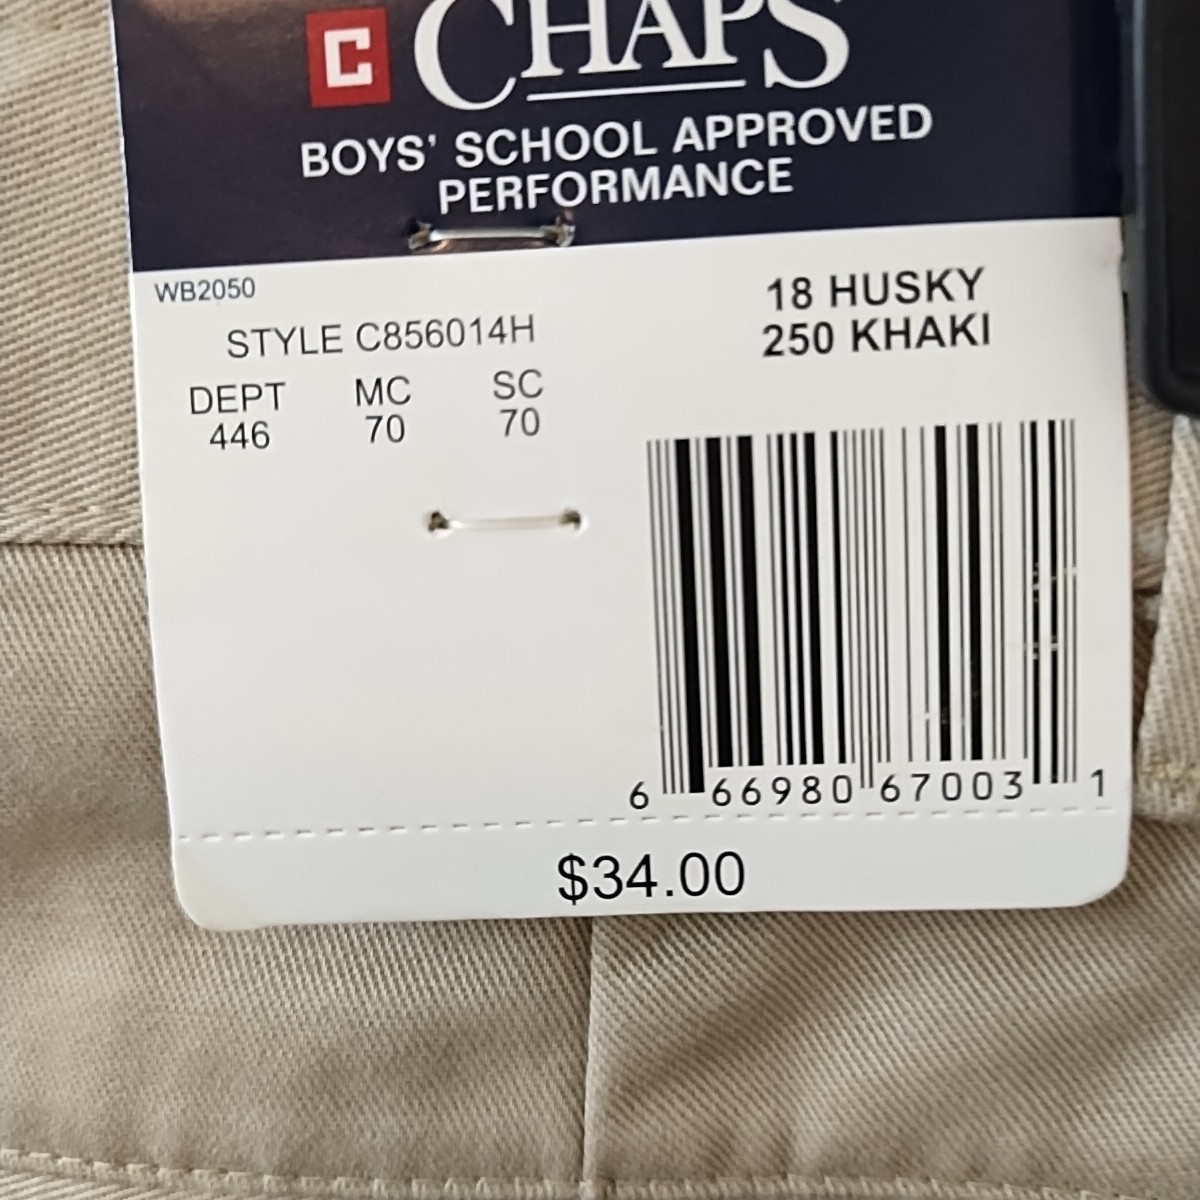 C CHAPS
BOYS' SCHOOL APPROVED
PERFORMANCE
WB2050
STYLE C856014H
DEPT MC SC
446 70 70
18 HUSKY
250 KHAKI
6 66980 67003 1
$34.00